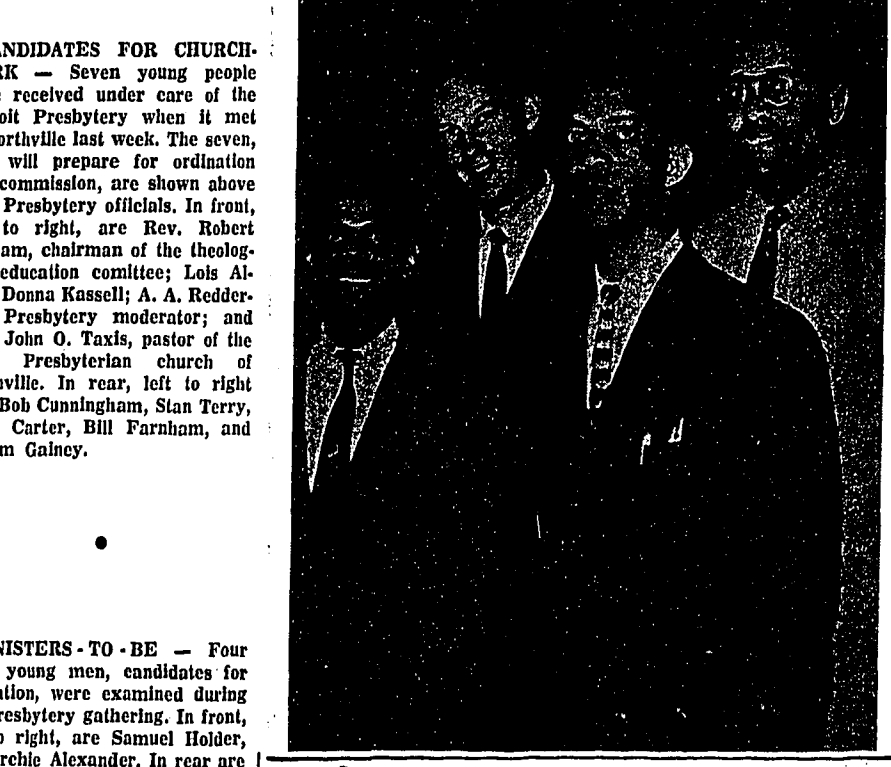 ANDIDATES FOR CHURCH-
RK — Seven young people
e received under care of the
oit Presbytery when it met
orthville last week. The seven,
will prepare for ordination
commission, are shown above
Presbytery officials. In front,
to right, are Rev. Robert
am, chairman of the theolog-
education comittee; Lois Al-
Donna Kassell; A. A. Redder-
Presbytery moderator; and
John O. Taxis, pastor of the
Presbyterian church of
hville. In rear, left to right
Bob Cunningham, Stan Terry,
Carter, Bill Farnham, and
m Gainey.
NISTERS - TO - BE — Four
young men, candidates for
ation, were examined during
resbytery gathering. In front,
o right, are Samuel Holder,
rchie Alexander. In rear are